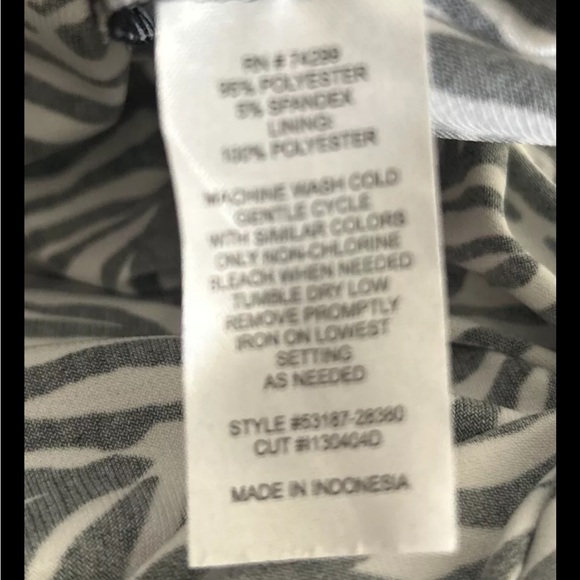 RN # 74299
95% POLYESTER
5% SPANDEX
LINING:
100% POLYESTER
MACHINE WASH COLD
GENTLE CYCLE
WITH SIMILAR COLORS
ONLY NON-CHLORINE
BLEACH WHEN NEEDED
TUMBLE DRY LOW
REMOVE PROMPTLY
IRON ON LOWEST
SETTING
AS NEEDED
STYLE #53187-28380
CUT #I130404D
MADE IN INDONESIA